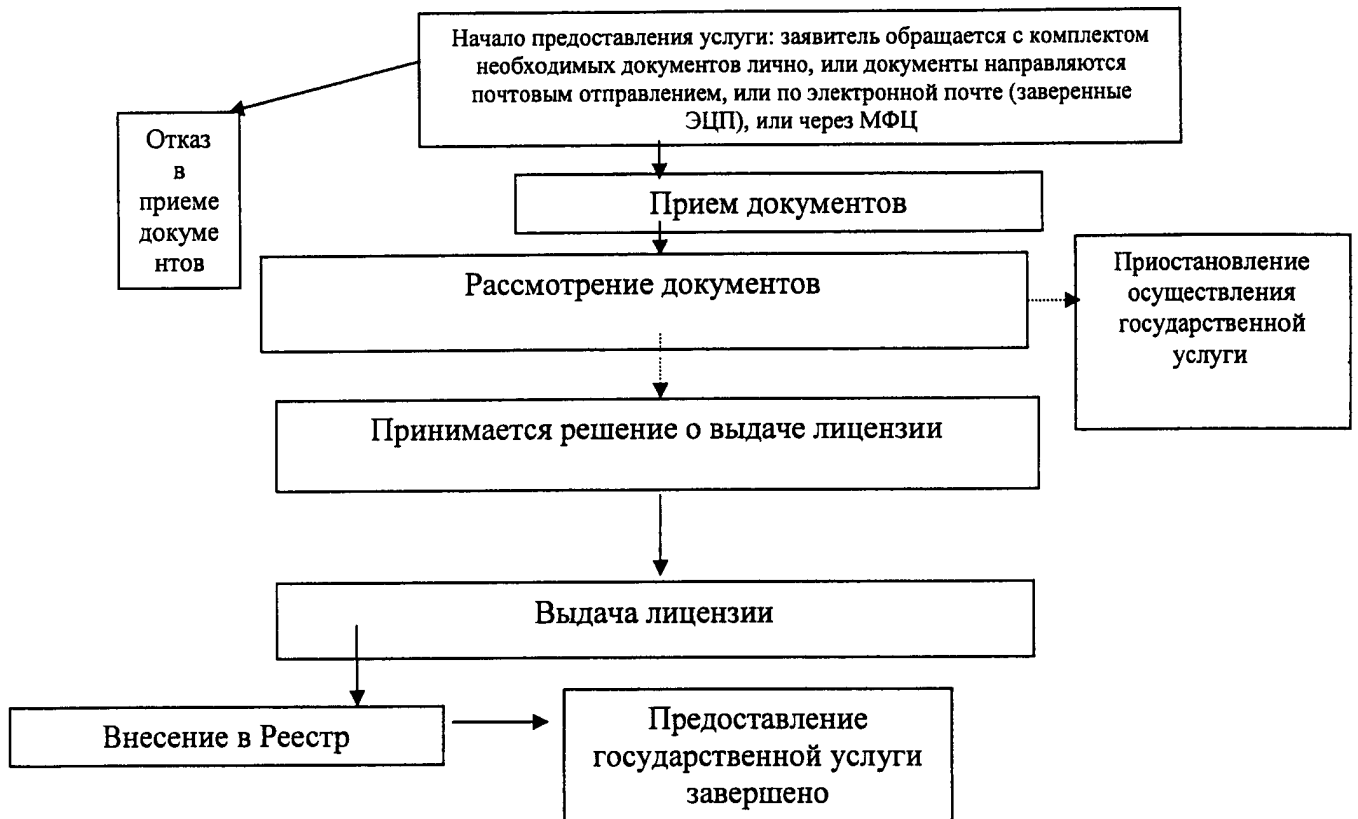 Начало предоставления услуги: заявитель обращается с комплектом
необходимых документов лично, или документы направляются
почтовым отправлением, или по электронной почте (заверенные
ЭЦП), или через МФЦ
Отказ
в
приеме
докуме
нтов
Прием документов
Рассмотрение документов
Приостановление
осуществления
государственной
услуги
Принимается решение о выдаче лицензии
Выдача лицензии
Внесение в Реестр
Предоставление
государственной услуги
завершено